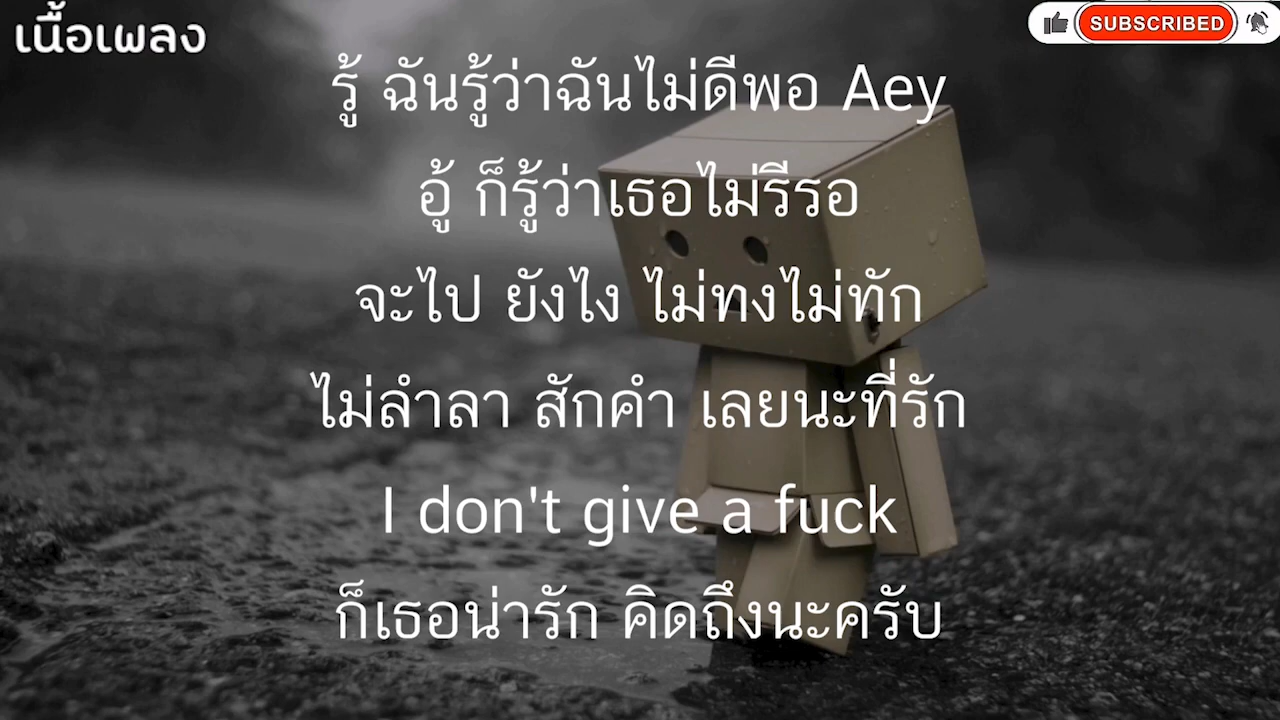 เนื้อเพลง
SUBSCRIBED
รู้ ฉันรู้ว่าฉันไม่ดีพอ Aey
อู้ ก็รู้ว่าเธอไม่รีรอ
จะไป ยังไง ไม่ทงไม่ทัก
ไม่ลำลา สักคำ เลยนะที่รัก
I don't give a fuck
ก็เธอน่ารัก คิดถึงนะครับ